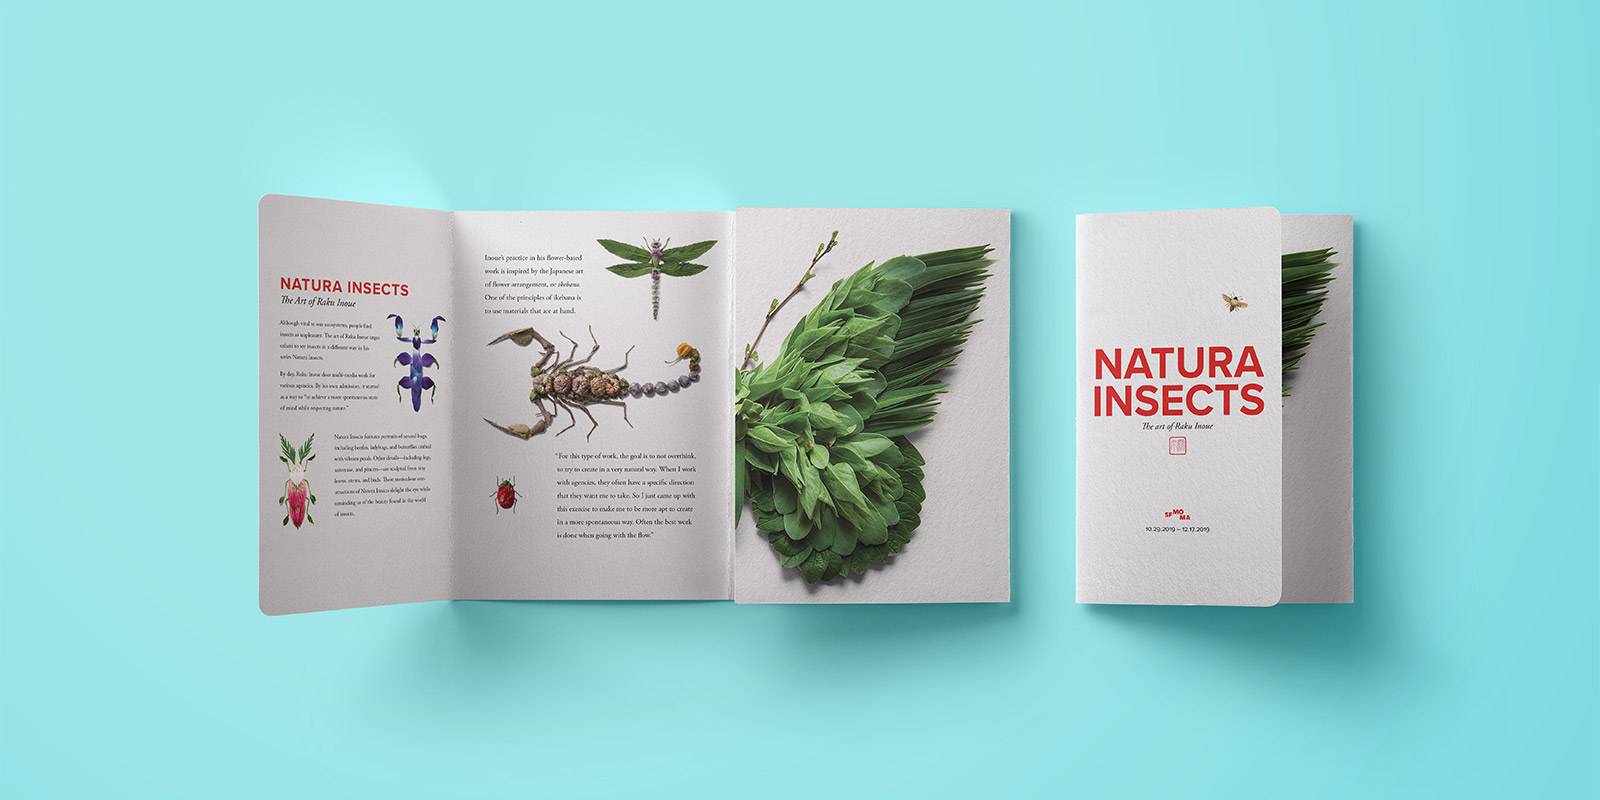 NATURA INSECTS
The Art of Raku Inoue
Although vital to our ecosystems, people find
insects as unpleasant. The art of Raku Inoue urges
others to see insects in a different way in his
series Natura Insects.
By day, Raku Inoue does multi-media work for
various agencies. By his own admission, it started
as a way to "to achieve a more spontaneous state
of mind while respecting nature."
Natura Insects features portraits of several bugs,
including beetles, ladybugs, and butterflies crafted
with vibrant petals. Other details—including legs,
antennae, and pincers—are sculpted from tiny
leaves, stems, and buds. These meticulous con-
structions of Natura Insects delight the eye while
reminding us of the beauty found in the world
of insects.
Inoue's practice in his flower-based
work is inspired by the Japanese art
of flower arrangement, or ikebana.
One of the principles of ikebana is
to use materials that are at hand.
"For this type of work, the goal is to not overthink,
to try to create in a very natural way. When I work
with agencies, they often have a specific direction
that they want me to take. So I just came up with
this exercise to make me to be more apt to create
in a more spontaneous way. Often the best work
is done when going with the flow."
NATURA
INSECTS
The art of Raku Inoue
SFMOMA
10.29.2019 – 12.17.2019